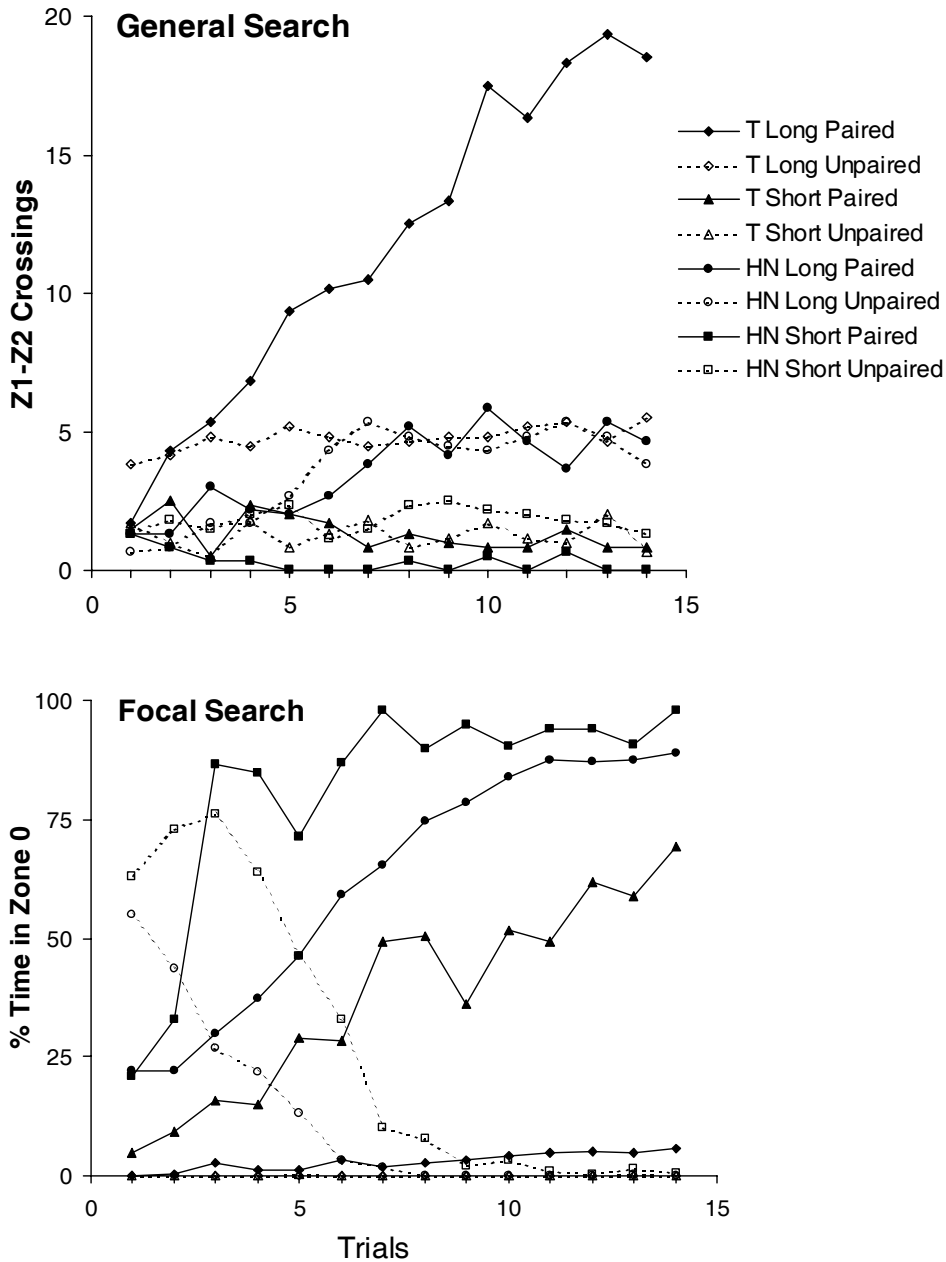 General Search
20
15
10
5
0
Z1-Z2 Crossings
0 5 10 15
T Long Paired
T Long Unpaired
T Short Paired
T Short Unpaired
HN Long Paired
HN Long Unpaired
HN Short Paired
HN Short Unpaired
Focal Search
100
75
50
25
0
% Time in Zone 0
0 5 10 15
Trials